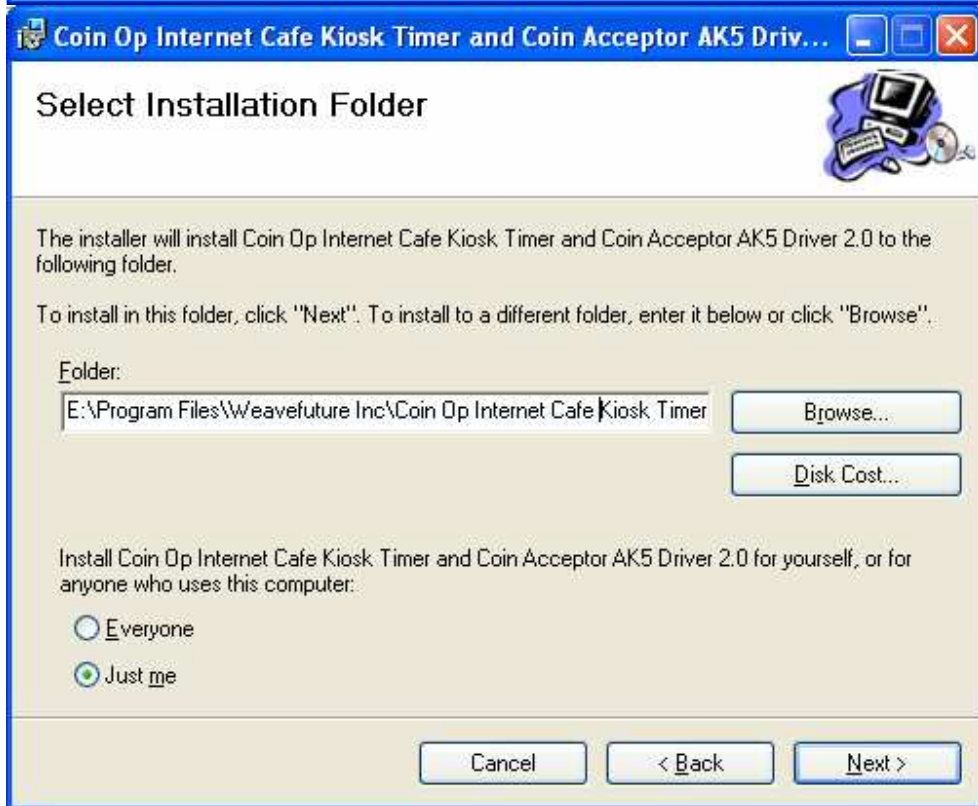 Coin Op Internet Cafe Kiosk Timer and Coin Acceptor AK5 Driv...
Select Installation Folder
The installer will install Coin Op Internet Cafe Kiosk Timer and Coin Acceptor AK5 Driver 2.0 to the
following folder.
To install in this folder, click "Next". To install to a different folder, enter it below or click "Browse".
Folder:
E:\Program Files\Weavefuture Inc\Coin Op Internet Cafe Kiosk Timer
Browse...
Disk Cost...
Install Coin Op Internet Cafe Kiosk Timer and Coin Acceptor AK5 Driver 2.0 for yourself, or for
anyone who uses this computer:
Everyone
Just me
Cancel
< Back
Next >